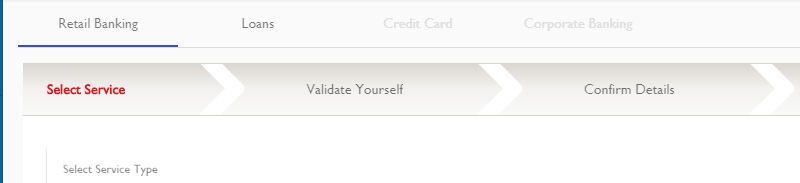 Retail Banking Loans Credit Card Corporate Banking
Select Service Validate Yourself Confirm Details
Select Service Type